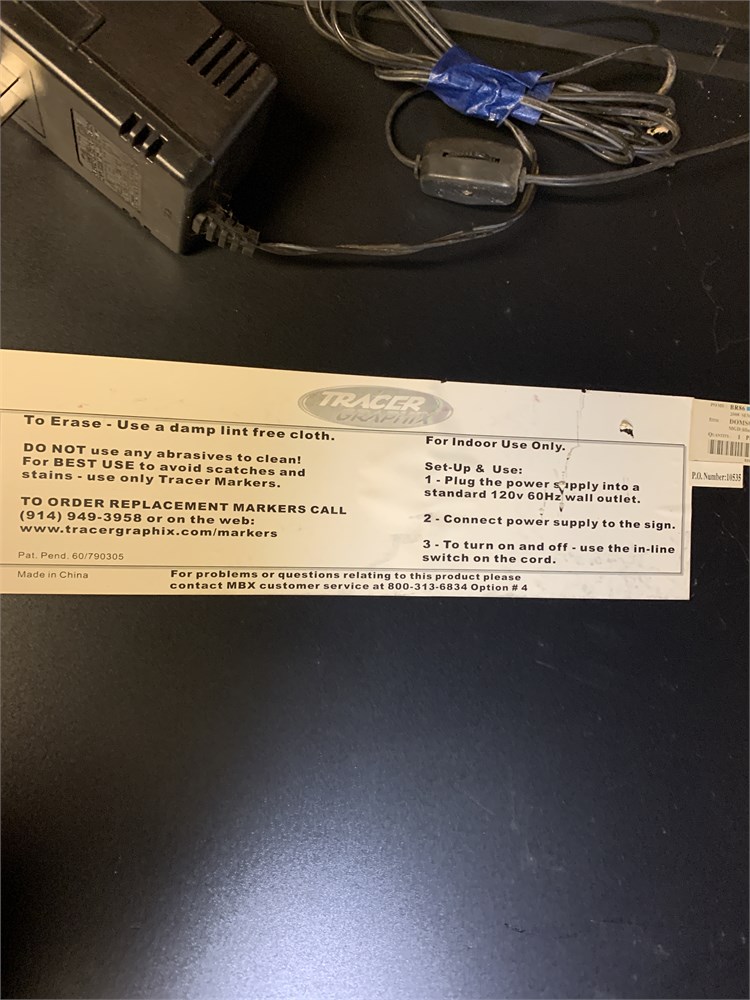 TRACER
GRAPHIX
To Erase - Use a damp lint free cloth.
DO NOT use any abrasives to clean!
For BEST USE to avoid scatches and
stains - use only Tracer Markers.
TO ORDER REPLACEMENT MARKERS CALL
(914) 949-3958 or on the web:
www.tracergraphix.com/markers
Pat. Pend. 60/790305
Made in China
For Indoor Use Only.
Set-Up & Use:
1 - Plug the power supply into a
standard 120v 60Hz wall outlet.
2 - Connect power supply to the sign.
3 - To turn on and off - use the in-line
switch on the cord.
For problems or questions relating to this product please
contact MBX customer service at 800-313-6834 Option # 4
P.O. Number:10535